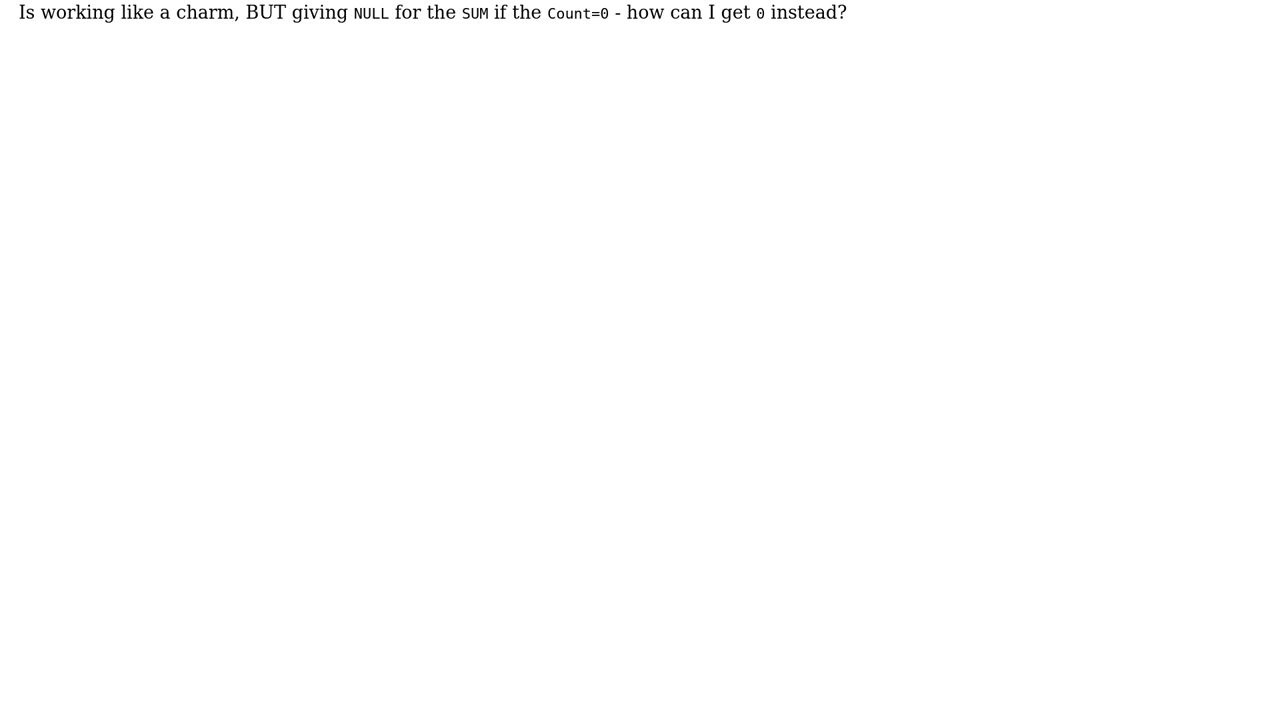 Is working like a charm, BUT giving NULL for the SUM if the Count=0 - how can I get 0 instead?